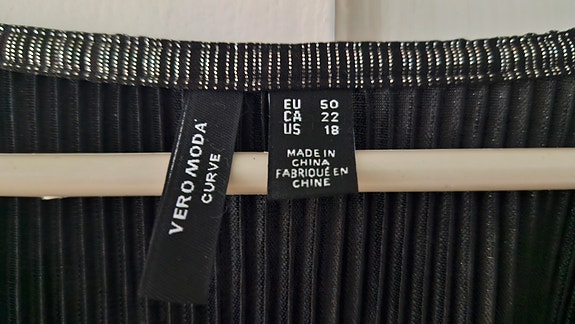 VERO MODA
CURVE
EU 50
CA 22
US 18
MADE IN
CHINA
FABRIQUÉ EN
CHINE